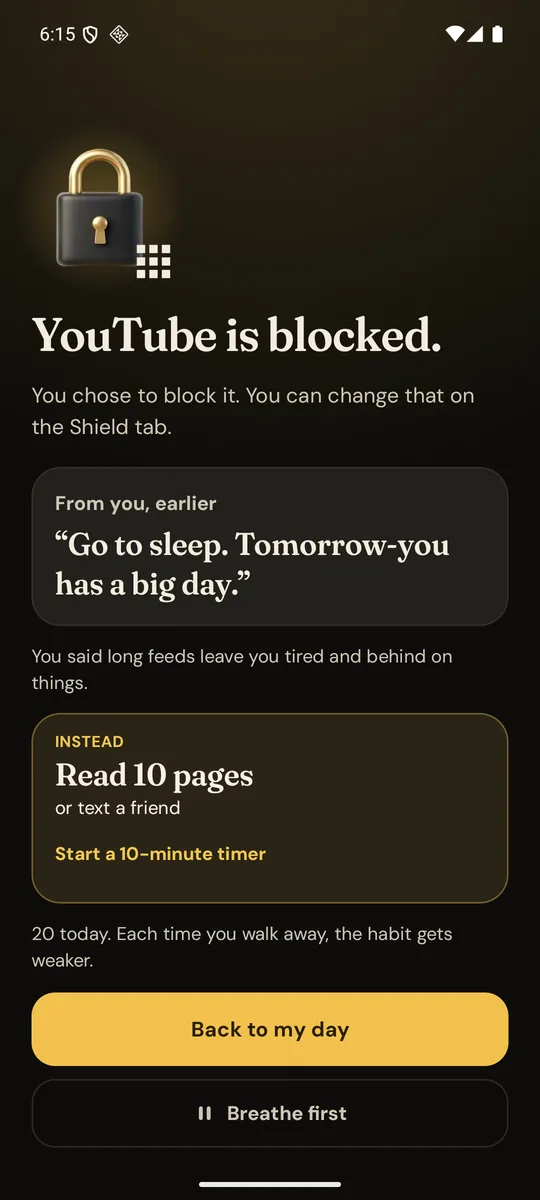 6:15
YouTube is blocked.
You chose to block it. You can change that on
the Shield tab.
From you, earlier
“Go to sleep. Tomorrow-you
has a big day.”
You said long feeds leave you tired and behind on
things.
INSTEAD
Read 10 pages
or text a friend
Start a 10-minute timer
20 today. Each time you walk away, the habit gets
weaker.
Back to my day
Breathe first